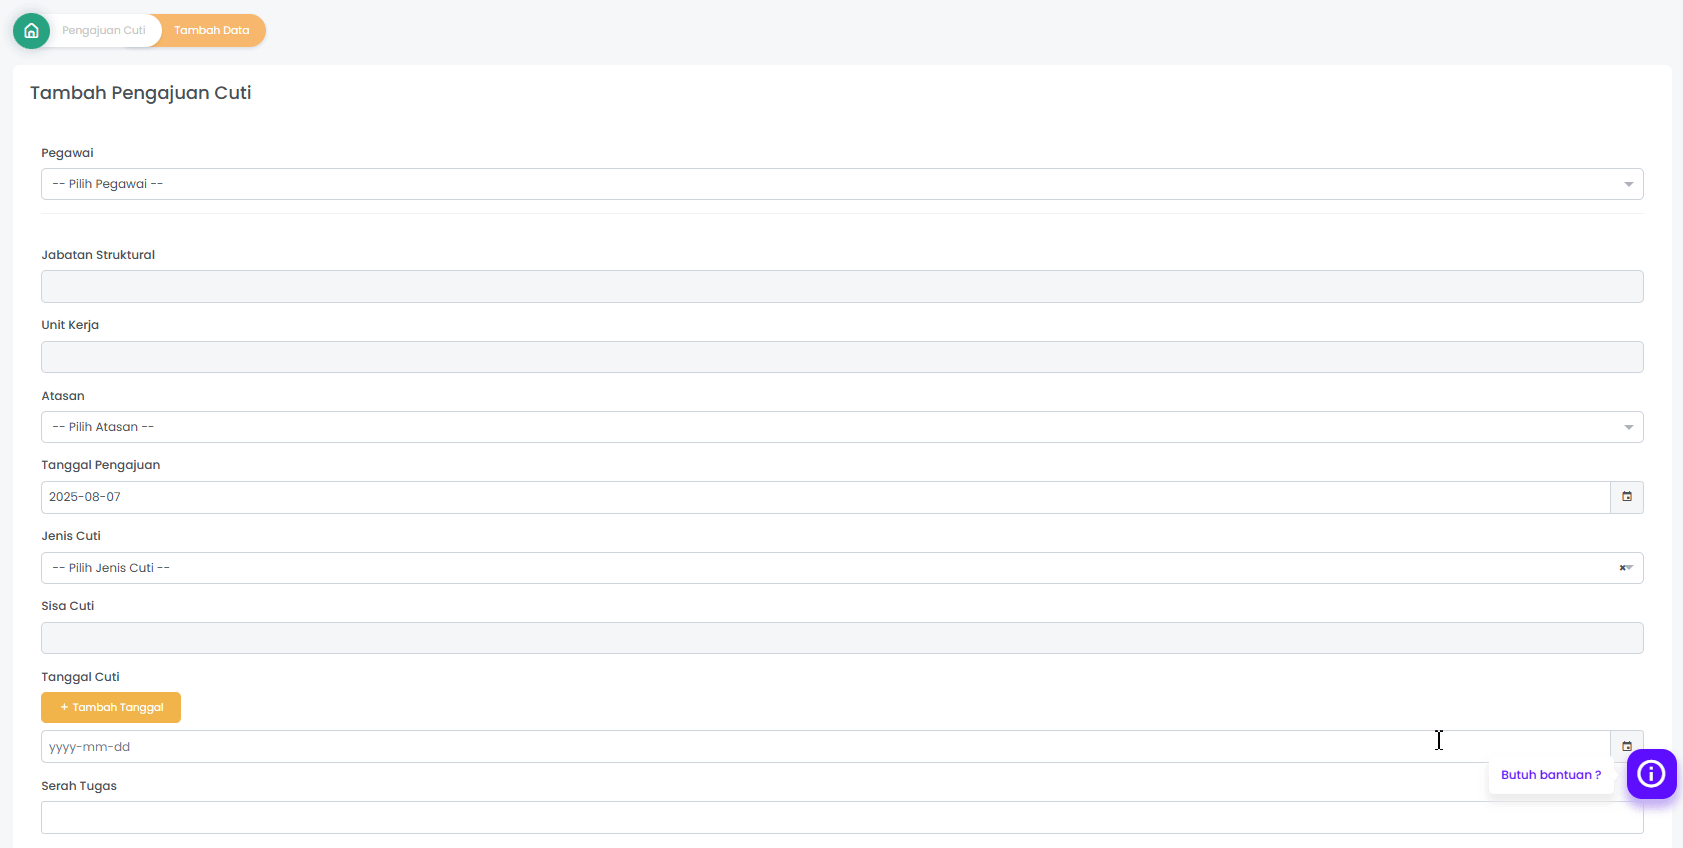 Pengajuan Cuti
Tambah Data
Tambah Pengajuan Cuti
Pegawai
-- Pilih Pegawai --
Jabatan Struktural
Unit Kerja
Atasan
-- Pilih Atasan --
Tanggal Pengajuan
2025-08-07
Jenis Cuti
-- Pilih Jenis Cuti --
Sisa Cuti
Tanggal Cuti
+ Tambah Tanggal
yyyy-mm-dd
Butuh bantuan ?
Serah Tugas